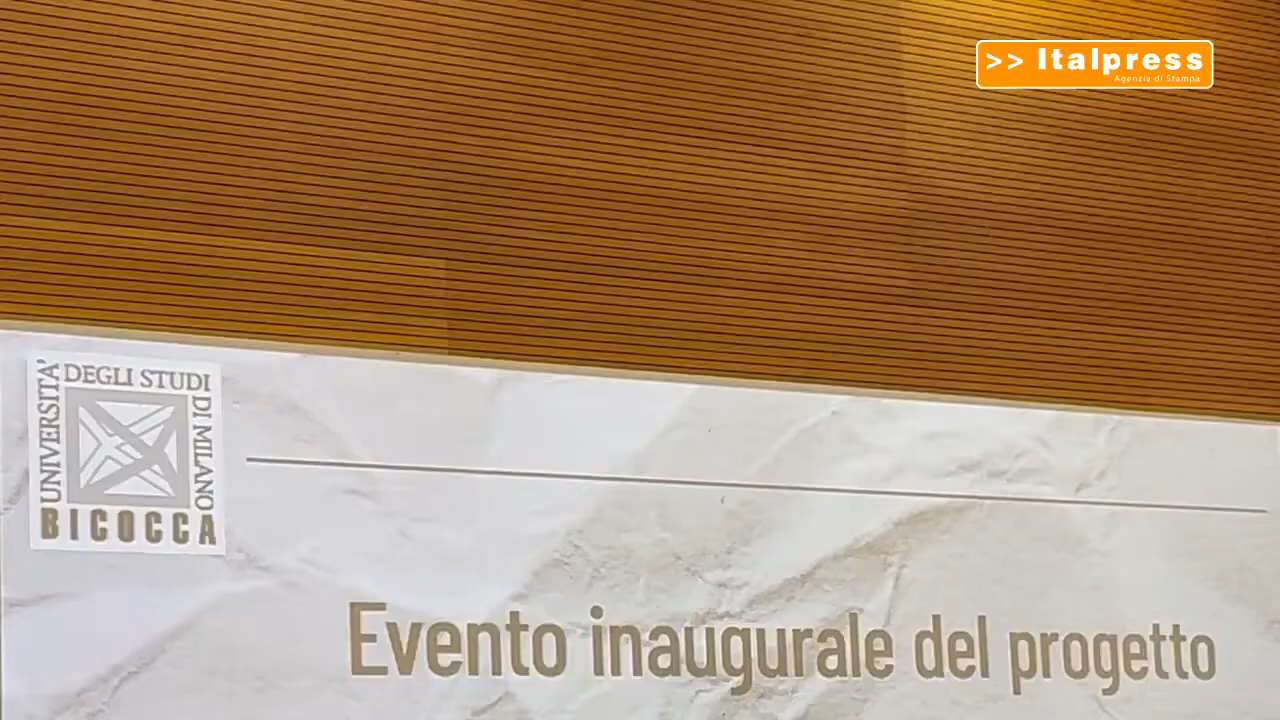 >> Italpress
Agenzia di Stampa
UNIVERSITA'
DEGLI STUDI
DI MILANO
BICOCCA
Evento inaugurale del progetto